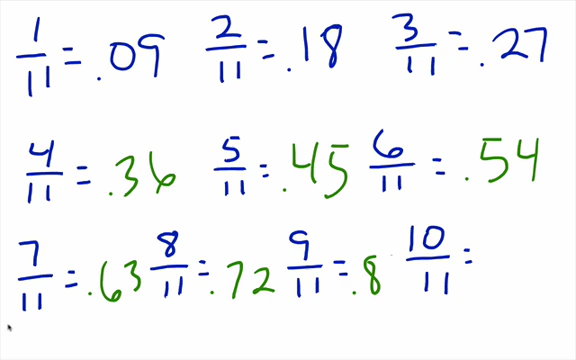 1/11 = .09 2/11 = .18 3/11 = .27
4/11 = .36 5/11 = .45 6/11 = .54
7/11 = .63 8/11 = .72 9/11 = .8 10/11 =